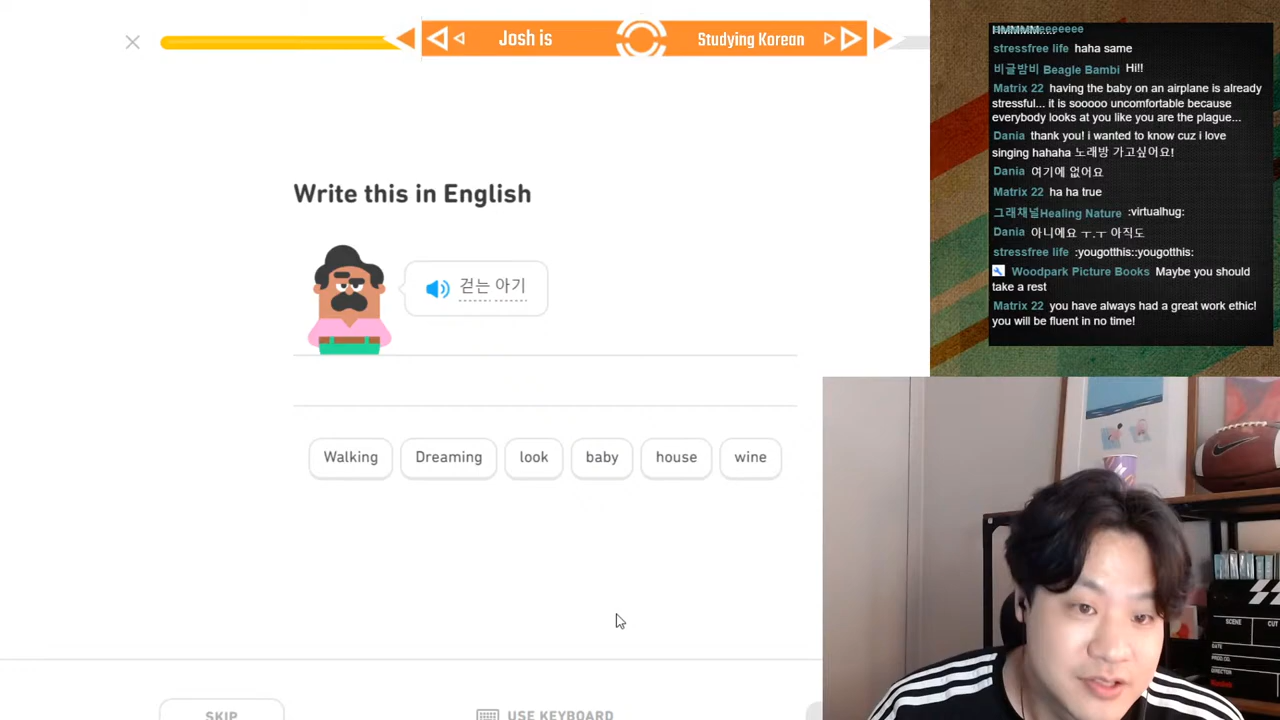 Josh is
Studying Korean
Write this in English
걷는 아기
Walking
Dreaming
look
baby
house
wine
SKIP
USE KEYBOARD
stressfree life haha same
비글밤비 Beagle Bambi Hi!!
Matrix 22 having the baby on an airplane is already
stressful... it is sooooo uncomfortable because
everybody looks at you like you are the plague...
Dania thank you! i wanted to know cuz i love
singing hahaha 노래방 가고싶어요!
Dania 여기에 없어요
Matrix 22 ha ha true
그래채널Healing Nature :virtualhug:
Dania 아니에요 ㅜ.ㅜ 아직도
stressfree life :yougotthis::yougotthis:
Woodpark Picture Books Maybe you should
take a rest
Matrix 22 you have always had a great work ethic!
you will be fluent in no time!
SCENE
CUT
DATE
PROD.CO.
DIRECTOR